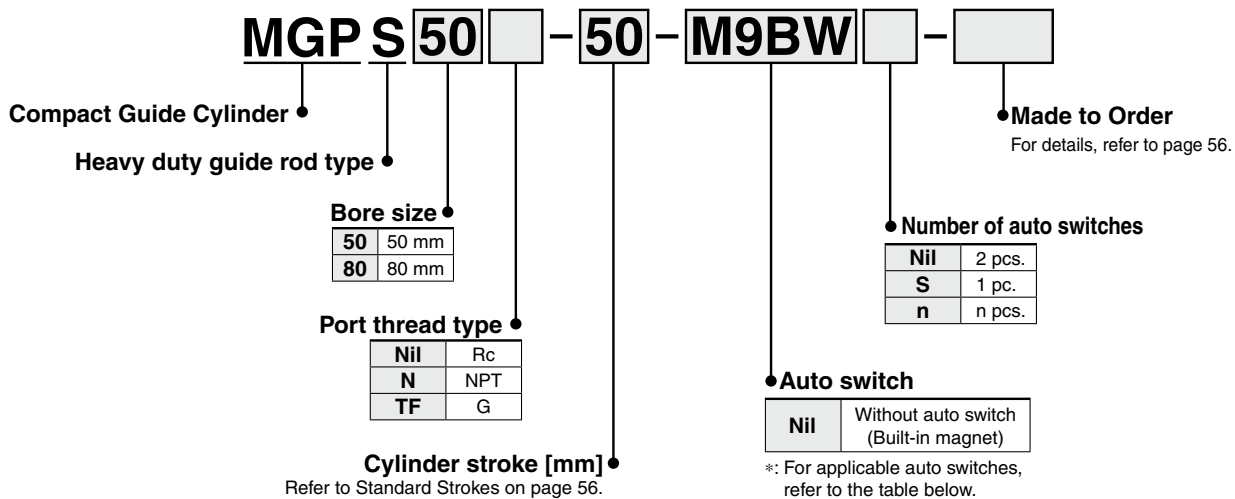 MGP S 50 - 50 - M9BW -
Compact Guide Cylinder
Made to Order
For details, refer to page 56.
Heavy duty guide rod type
Bore size
50 50 mm
80 80 mm
Number of auto switches
Nil 2 pcs.
S 1 pc.
n n pcs.
Port thread type
Nil Rc
N NPT
TF G
Auto switch
Nil Without auto switch
(Built-in magnet)
*: For applicable auto switches,
refer to the table below.
Cylinder stroke [mm]
Refer to Standard Strokes on page 56.